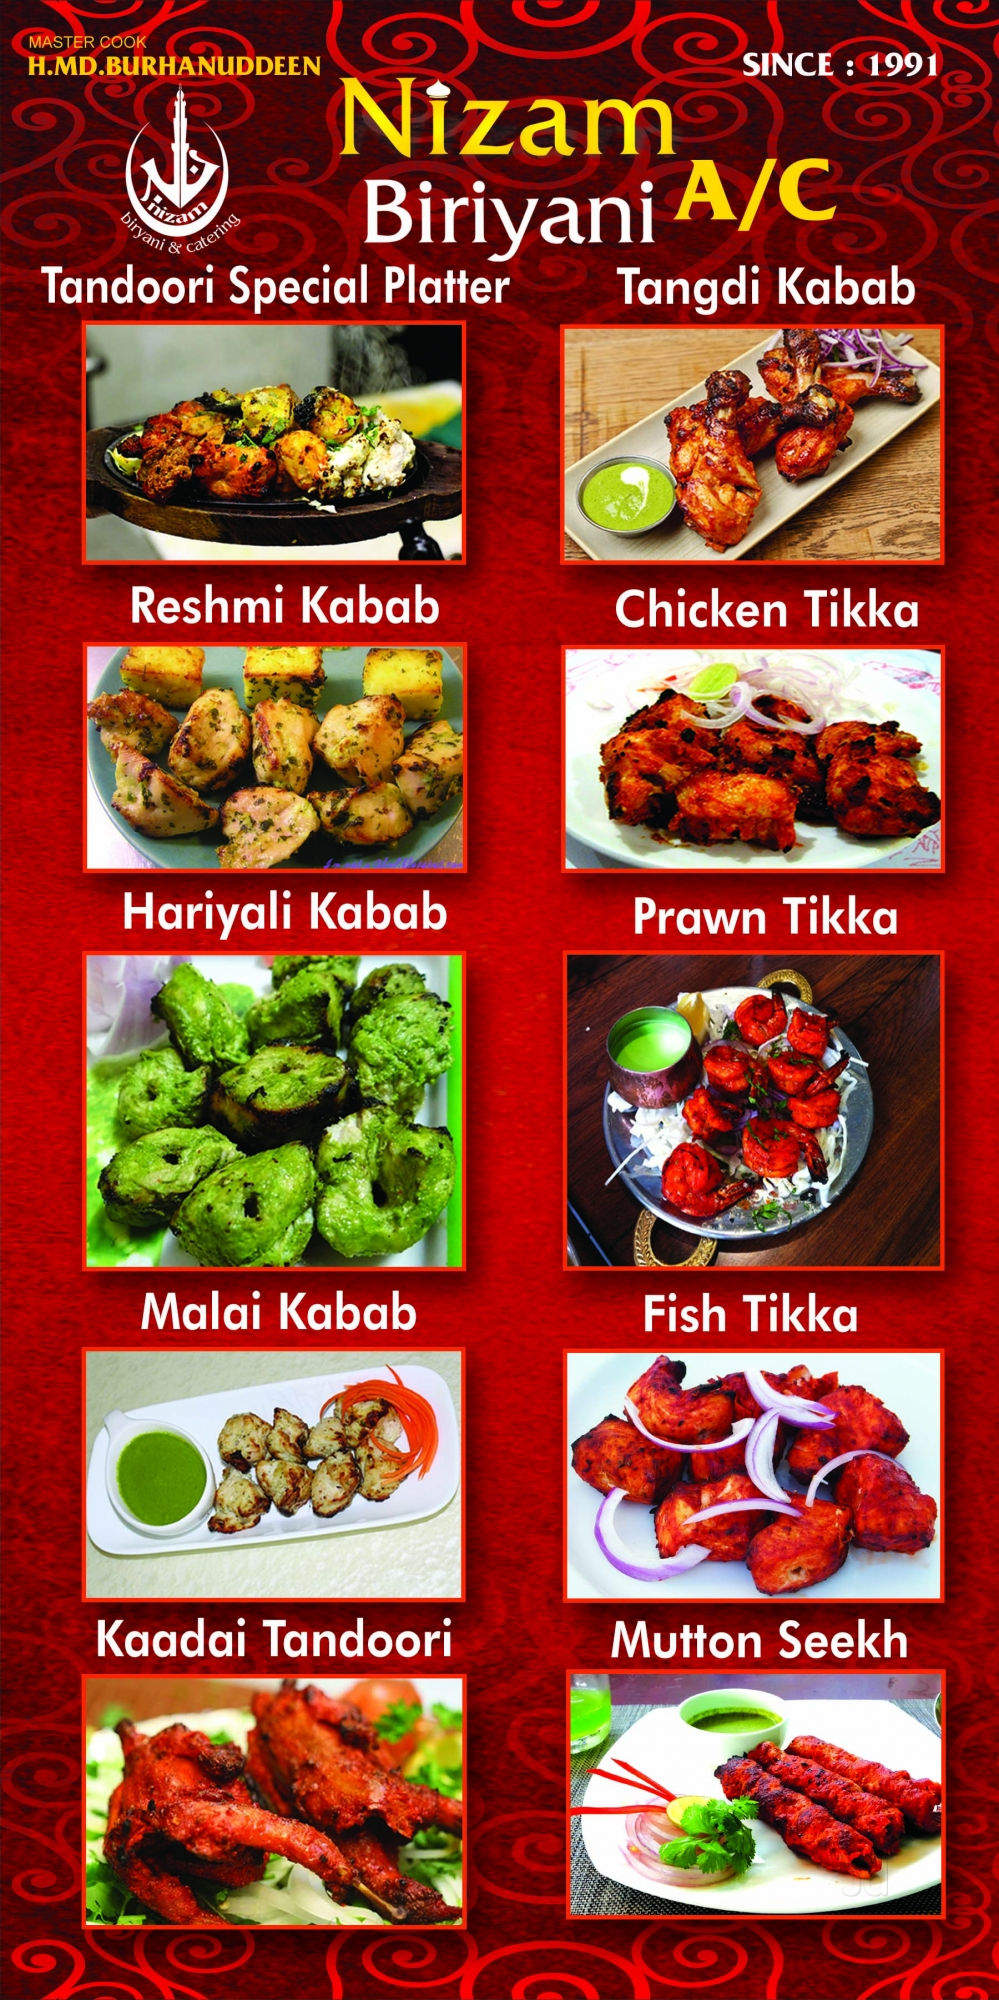 MASTER COOK
H.MD.BURHANUDDEEN
SINCE : 1991
nizam
biryani & catering
Nizam
Biriyani A/C
Tandoori Special Platter
Tangdi Kabab
Reshmi Kabab
Chicken Tikka
Hariyali Kabab
Prawn Tikka
Malai Kabab
Fish Tikka
Kaadai Tandoori
Mutton Seekh